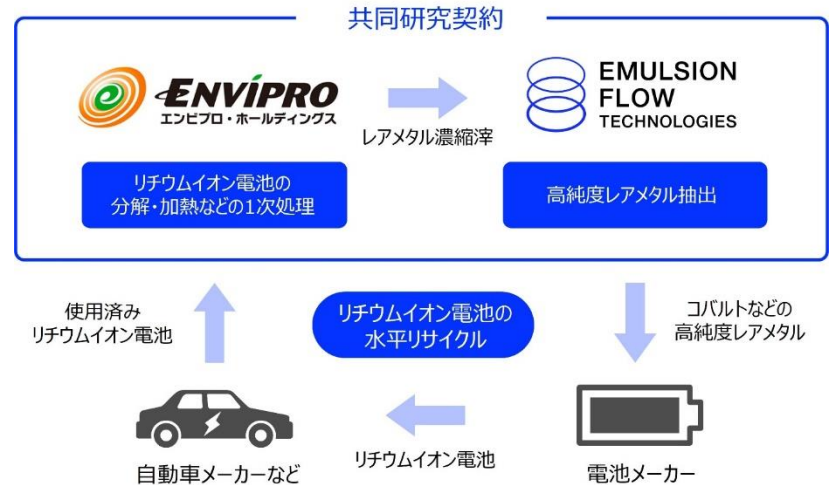 共同研究契約
ENVIPRO
エンビプロ・ホールディングス
レアメタル濃縮滓
EMULSION
FLOW
TECHNOLOGIES
リチウムイオン電池の
分解・加熱などの1次処理
高純度レアメタル抽出
使用済み
リチウムイオン電池
リチウムイオン電池の
水平リサイクル
コバルトなどの
高純度レアメタル
自動車メーカーなど
リチウムイオン電池
電池メーカー